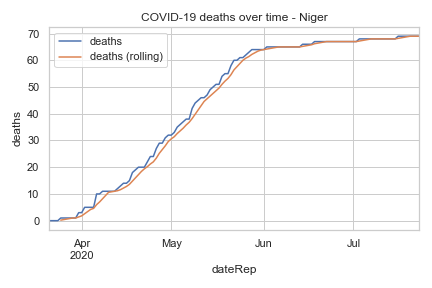 COVID-19 deaths over time - Niger
deaths
deaths (rolling)
70
60
50
40
30
20
10
0
deaths
Apr
2020
May
Jun
Jul
dateRep